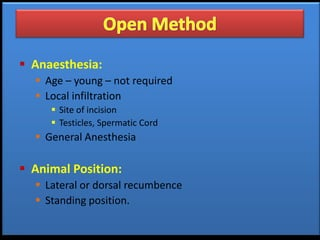 Open Method
Anaesthesia:
Age – young – not required
Local infiltration
Site of incision
Testicles, Spermatic Cord
General Anesthesia
Animal Position:
Lateral or dorsal recumbence
Standing position.